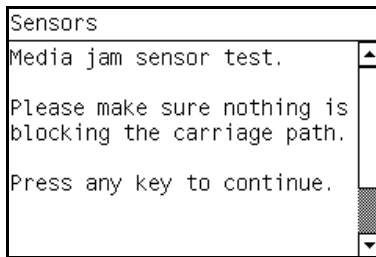 Sensors
Media jam sensor test.
Please make sure nothing is
blocking the carriage path.
Press any key to continue.